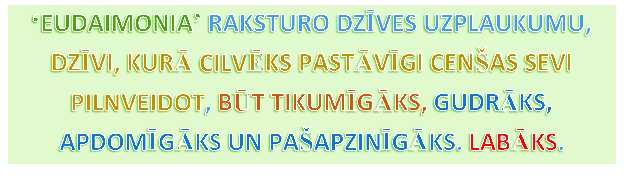 “EUDAIMONIA” RAKSTURO DZĪVES UZPLAUKUMU,
DZĪVI, KURĀ CILVĒKS PASTĀVĪGI CENŠAS SEVI
PILNVEIDOT, BŪT TIKUMĪGĀKS, GUDRĀKS,
APDOMĪGĀKS UN PAŠAPZINĪGĀKS. LABĀKS.